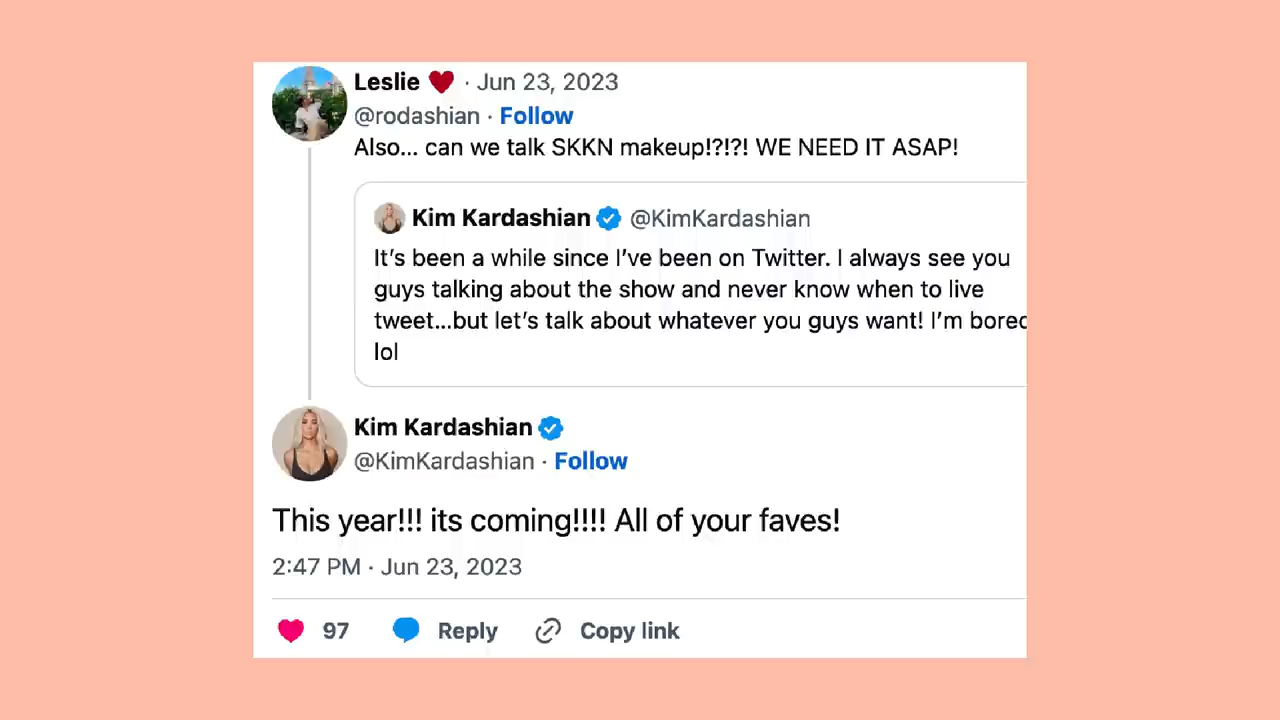 Leslie ❤ · Jun 23, 2023
@rodashian · Follow
Also... can we talk SKKN makeup!?!?! WE NEED IT ASAP!
Kim Kardashian @KimKardashian
It's been a while since I've been on Twitter. I always see you
guys talking about the show and never know when to live
tweet...but let's talk about whatever you guys want! I'm bored
lol
Kim Kardashian
@KimKardashian · Follow
This year!!! its coming!!!! All of your faves!
2:47 PM · Jun 23, 2023
97 Reply Copy link